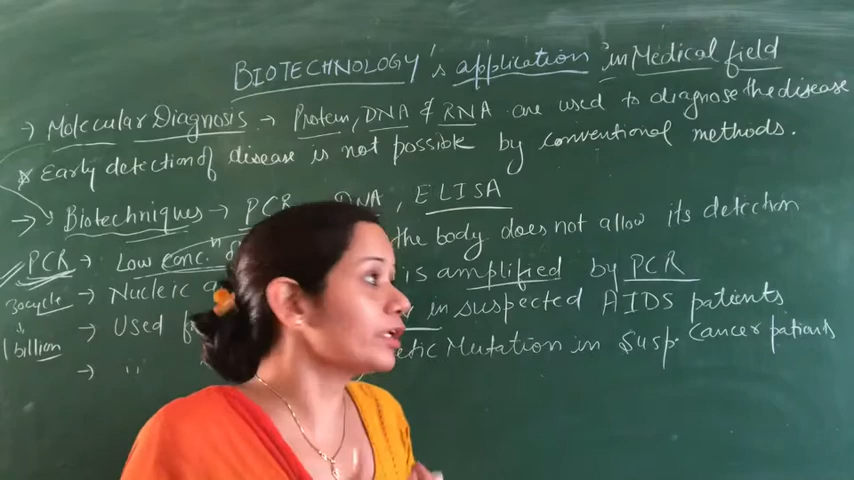 BIOTECHNOLOGY's application in Medical field
→ Molecular Diagnosis → Protein, DNA & RNA are used to diagnose the disease
* Early detection of disease is not possible by conventional methods.
→ Biotechniques → PCR, DNA, ELISA
PCR → Low concⁿ the body does not allow its detection
30 cycle → Nucleic a is amplified by PCR
↓
1 billion → Used in suspected AIDS patients
→ " etic Mutation in Susp. Cancer patients